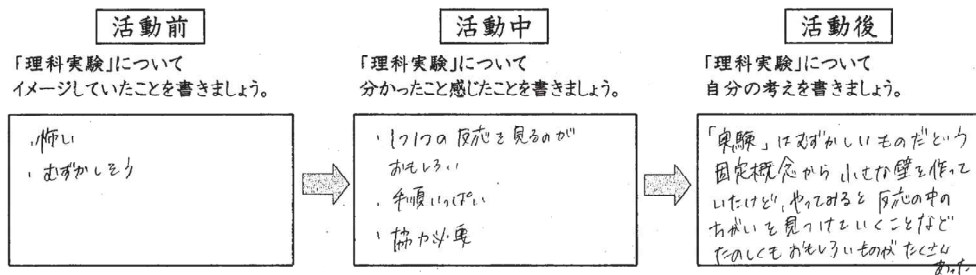 活動前
「理科実験」について
イメージしていたことを書きましょう。
・怖い
・むずかしそう
活動中
「理科実験」について
分かったこと感じたことを書きましょう。
・1つ1つの反応を見るのが
おもしろい
・手順いっぱい
・協力必要
活動後
「理科実験」について
自分の考えを書きましょう。
「実験」はむずかしいものだという
固定概念から小さな壁を作って
いたけど、やってみると反応の中の
ちがいを見つけていくことなど
たのしくもおもしろいものがたくさん
あった